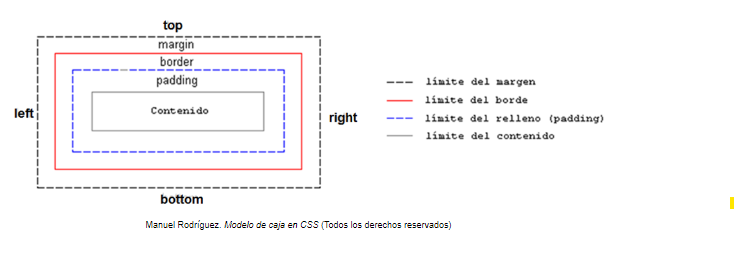 top
margin
border
padding
Contenido
left
right
bottom
límite del margen
límite del borde
límite del relleno (padding)
límite del contenido
Manuel Rodríguez. Modelo de caja en CSS (Todos los derechos reservados)